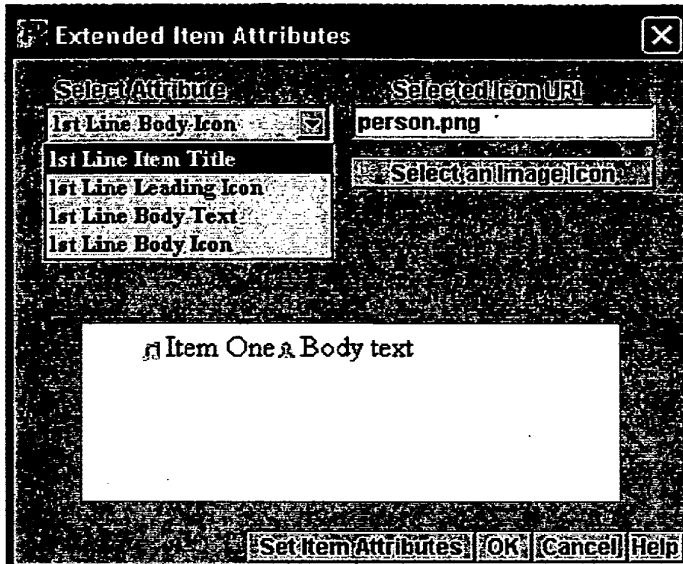 Extended Item Attributes
Select Attribute
Selected Icon URI
1st Line Body Icon
person.png
1st Line Item Title
Select an Image Icon
1st Line Leading Icon
1st Line Body Text
1st Line Body Icon
Item One Body text
Set Item Attributes OK Cancel Help